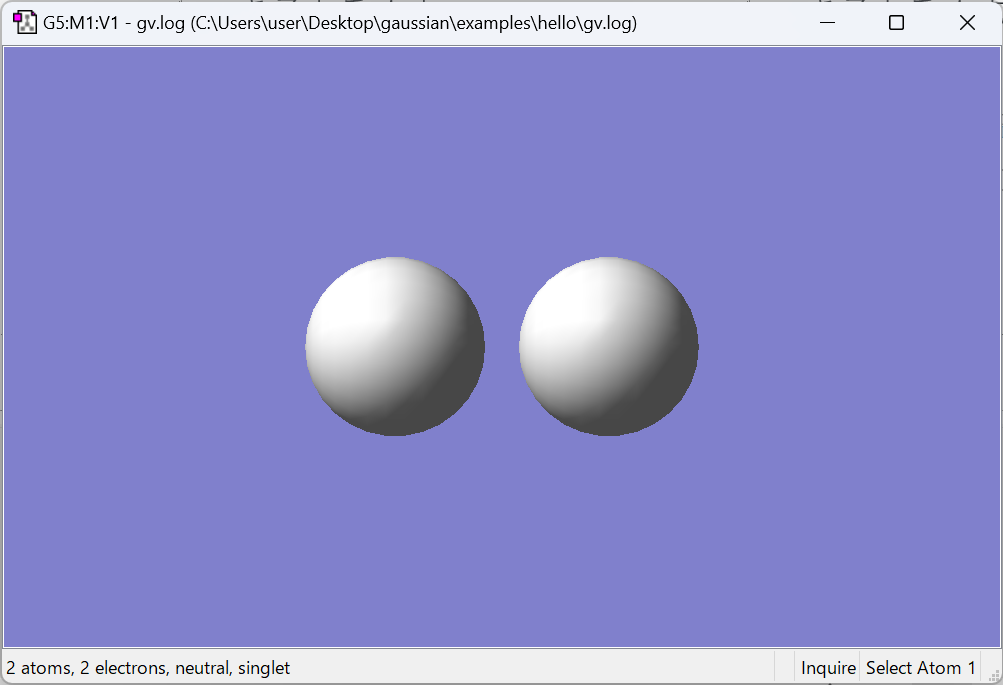 G5:M1:V1 - gv.log (C:\Users\user\Desktop\gaussian\examples\hello\gv.log)
2 atoms, 2 electrons, neutral, singlet
Inquire
Select Atom 1